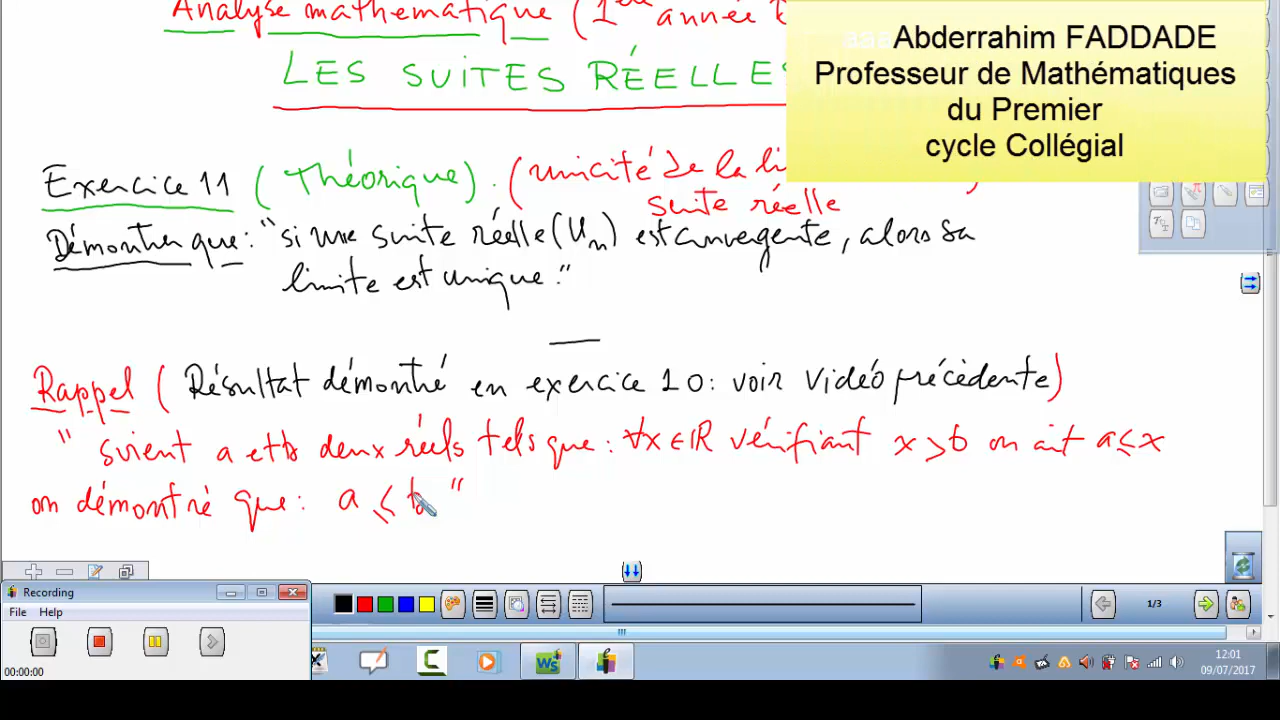 Analyse mathématique (1ère année
LES SUITES RÉELLES
Abderrahim FADDADE
Professeur de Mathématiques
du Premier
cycle Collégial
Exercice 11 (Théorique). (unicité de la
suite réelle
Démontrer que: "si une suite réelle (Un) est convergente, alors sa
limite est unique."
Rappel ( Résultat démontré en exercice 10: voir vidéo précédente)
" soient a et b deux réels tels que: ∀x∈IR vérifiant x>b on ait a≤x
on démontré que: a ≤ b "
Recording
File Help
00:00:00
1/3
12:01
09/07/2017